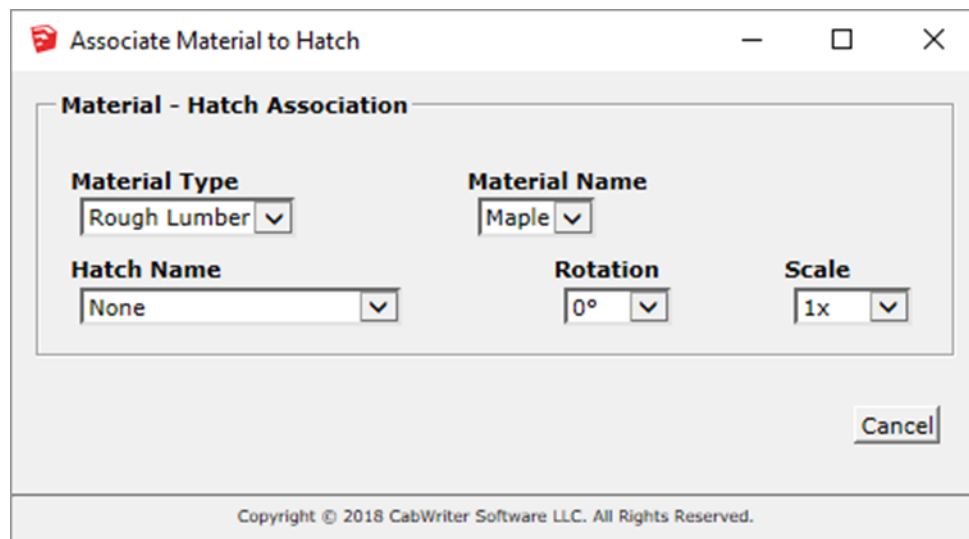 Associate Material to Hatch
Material - Hatch Association
Material Type Material Name
Rough Lumber Maple
Hatch Name Rotation Scale
None 0° 1x
Cancel
Copyright © 2018 CabWriter Software LLC. All Rights Reserved.